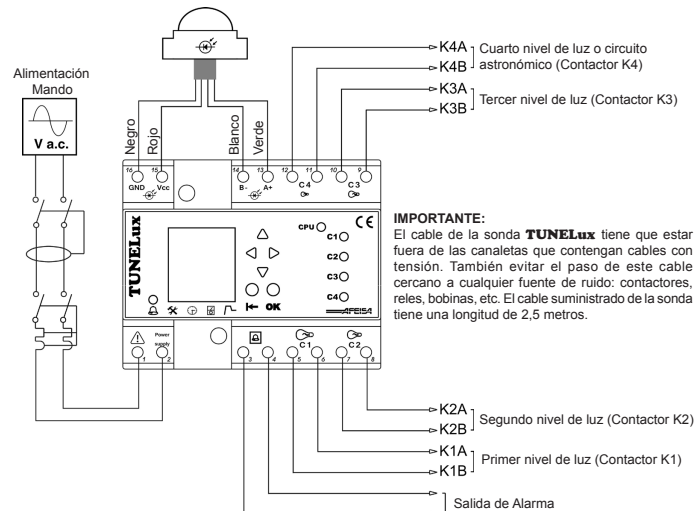 K4A
Cuarto nivel de luz o circuito
K4B
astronómico (Contactor K4)
K3A
Tercer nivel de luz (Contactor K3)
K3B
Alimentación
Mando
V a.c.
Negro
Rojo
Blanco
Verde
16 15 14 13 12 11 10 9
GND Vcc B- A+ C4 C3
TUNELux
CPU
CE
C1
C2
C3
C4
OK
AFEISA
Power
supply
C1 C2
1 2 3 4 5 6 7 8
IMPORTANTE:
El cable de la sonda TUNELux tiene que estar
fuera de las canaletas que contengan cables con
tensión. También evitar el paso de este cable
cercano a cualquier fuente de ruido: contactores,
reles, bobinas, etc. El cable suministrado de la sonda
tiene una longitud de 2,5 metros.
K2A
Segundo nivel de luz (Contactor K2)
K2B
K1A
Primer nivel de luz (Contactor K1)
K1B
Salida de Alarma